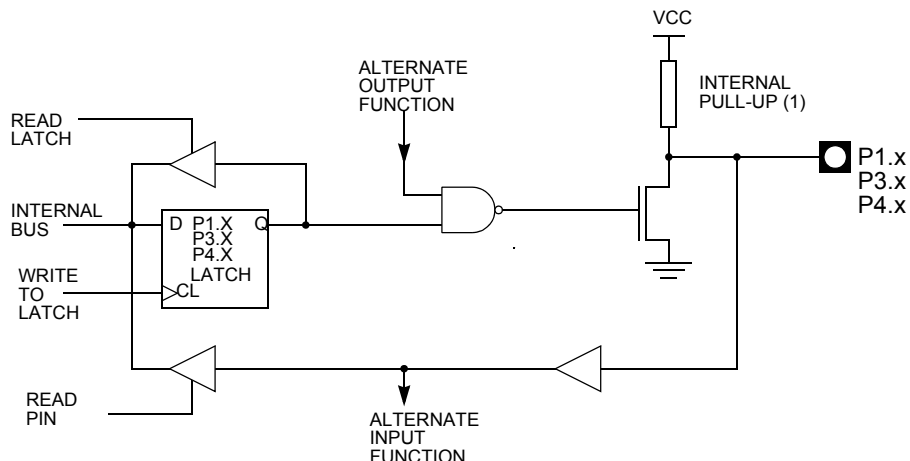 VCC
ALTERNATE
OUTPUT
FUNCTION
INTERNAL
PULL-UP (1)
READ
LATCH
P1.x
P3.x
P4.x
INTERNAL
BUS
D P1.X Q
P3.X
P4.X
LATCH
CL
WRITE
TO
LATCH
READ
PIN
ALTERNATE
INPUT
FUNCTION